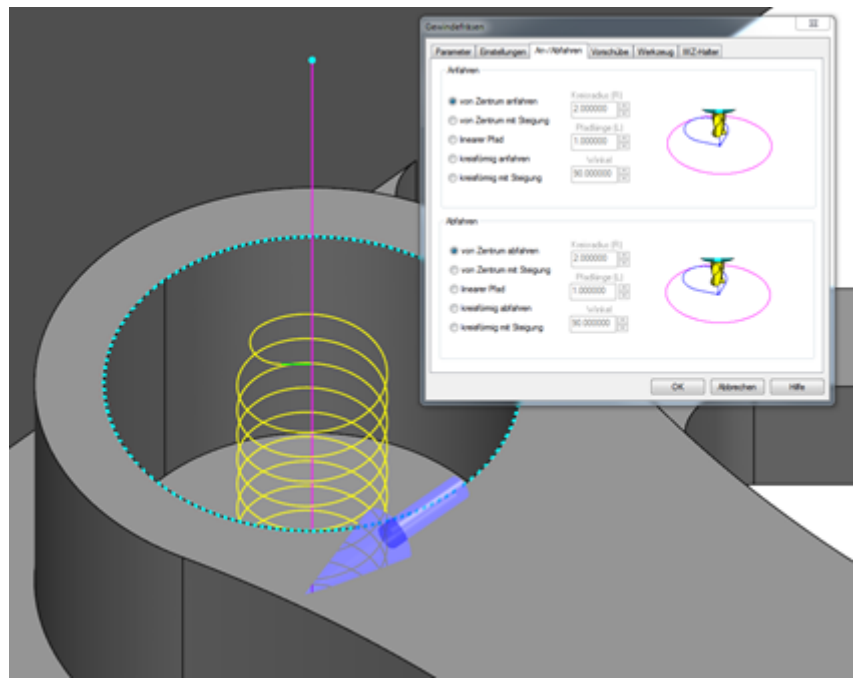 Gewindefräsen
Parameter Einstellungen An-/Abfahren Vorschübe Werkzeug WZ-Halter
Anfahren
von Zentrum anfahren
Kreisradius (R)
2.000000
von Zentrum mit Steigung
Pfadlänge (L)
linearer Pfad
1.000000
kreisförmig anfahren
Winkel
kreisförmig mit Steigung
90.000000
Abfahren
von Zentrum abfahren
Kreisradius (R)
2.000000
von Zentrum mit Steigung
Pfadlänge (L)
linearer Pfad
1.000000
kreisförmig abfahren
Winkel
kreisförmig mit Steigung
90.000000
OK Abbrechen Hilfe